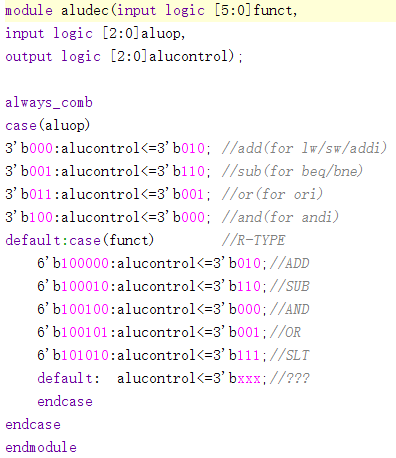 module aludec(input logic [5:0]funct,
input logic [2:0]aluop,
output logic [2:0]alucontrol);

always_comb
case(aluop)
3'b000:alucontrol<=3'b010; //add(for lw/sw/addi)
3'b001:alucontrol<=3'b110; //sub(for beq/bne)
3'b011:alucontrol<=3'b001; //or(for ori)
3'b100:alucontrol<=3'b000; //and(for andi)
default:case(funct)        //R-TYPE
    6'b100000:alucontrol<=3'b010;//ADD
    6'b100010:alucontrol<=3'b110;//SUB
    6'b100100:alucontrol<=3'b000;//AND
    6'b100101:alucontrol<=3'b001;//OR
    6'b101010:alucontrol<=3'b111;//SLT
    default:  alucontrol<=3'bxxx;//???
    endcase
endcase
endmodule